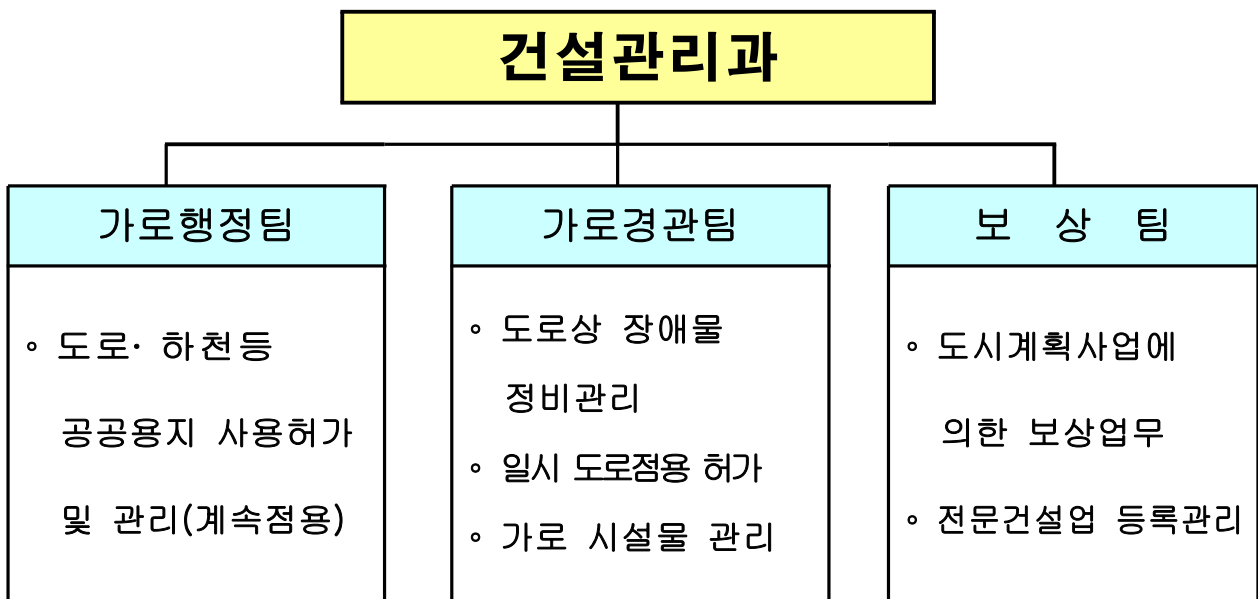 건설관리과
가로행정팀
◦ 도로· 하천등
공공용지 사용허가
및 관리(계속점용)
가로경관팀
◦ 도로상 장애물
정비관리
◦ 일시 도로점용 허가
◦ 가로 시설물 관리
보 상 팀
◦ 도시계획사업에
의한 보상업무
◦ 전문건설업 등록관리